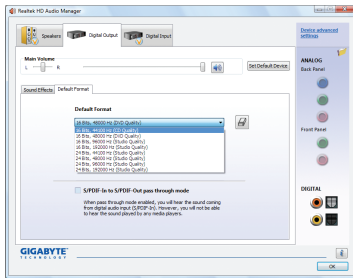 Realtek HD Audio Manager
Speakers
Digital Output
Digital Input
Device advanced settings
Main Volume
L
R
Set Default Device
Sound Effects
Default Format
Default Format
16 Bits, 48000 Hz (DVD Quality)
16 Bits, 44100 Hz (CD Quality)
16 Bits, 48000 Hz (DVD Quality)
16 Bits, 96000 Hz (Studio Quality)
16 Bits, 192000 Hz (Studio Quality)
24 Bits, 44100 Hz (Studio Quality)
24 Bits, 48000 Hz (Studio Quality)
24 Bits, 96000 Hz (Studio Quality)
24 Bits, 192000 Hz (Studio Quality)
S/PDIF-In to S/PDIF-Out pass through mode
When pass through mode enabled, you will hear the sound coming
from digital audio input (S/PDIF-In). However, you will not be able
to hear the sound played by any media players.
ANALOG
Back Panel
Front Panel
DIGITAL
GIGABYTE
TECHNOLOGY
OK